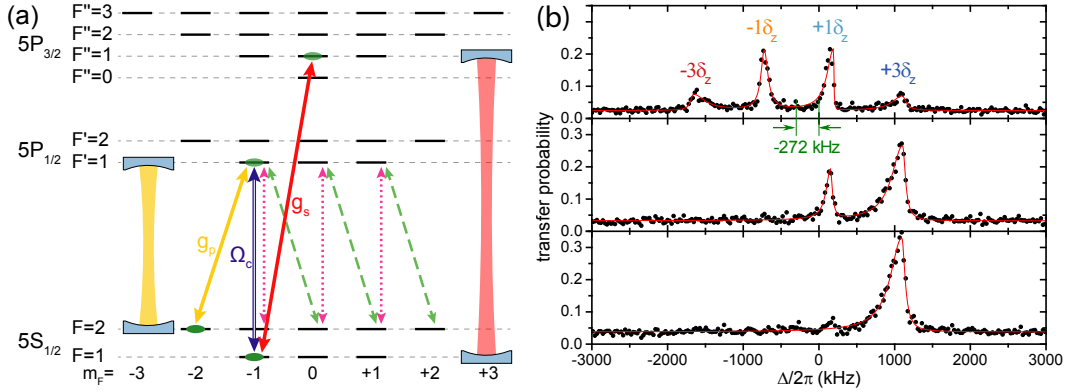 (a)
F"=3
5P3/2
F"=2
F"=1
F"=0
5P1/2
F'=2
F'=1
gp
Ωc
gs
5S1/2
F=2
F=1
mF= -3 -2 -1 0 +1 +2 +3
(b)
transfer probability
0.3
0.2
0.1
0.0
-3δz
-1δz
+1δz
+3δz
-272 kHz
0.3
0.2
0.1
0.0
0.3
0.2
0.1
0.0
-3000 -2000 -1000 0 1000 2000 3000
Δ/2π (kHz)